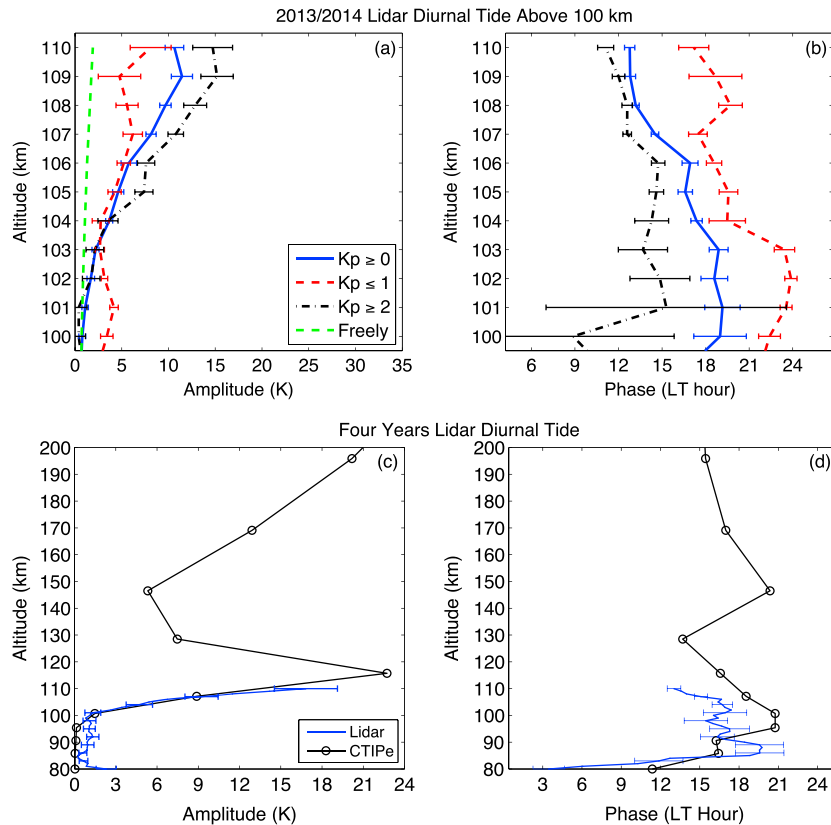 2013/2014 Lidar Diurnal Tide Above 100 km
(a)
110
109
108
107
106
105
104
103
102
101
100
Altitude (km)
0 5 10 15 20 25 30 35
Amplitude (K)
Kp ≥ 0
Kp ≤ 1
Kp ≥ 2
Freely
(b)
110
109
108
107
106
105
104
103
102
101
100
Altitude (km)
6 9 12 15 18 21 24
Phase (LT hour)
Four Years Lidar Diurnal Tide
(c)
200
190
180
170
160
150
140
130
120
110
100
90
80
Altitude (km)
0 3 6 9 12 15 18 21 24
Amplitude (K)
Lidar
CTIPe
(d)
200
190
180
170
160
150
140
130
120
110
100
90
80
Altitude (km)
3 6 9 12 15 18 21 24
Phase (LT Hour)